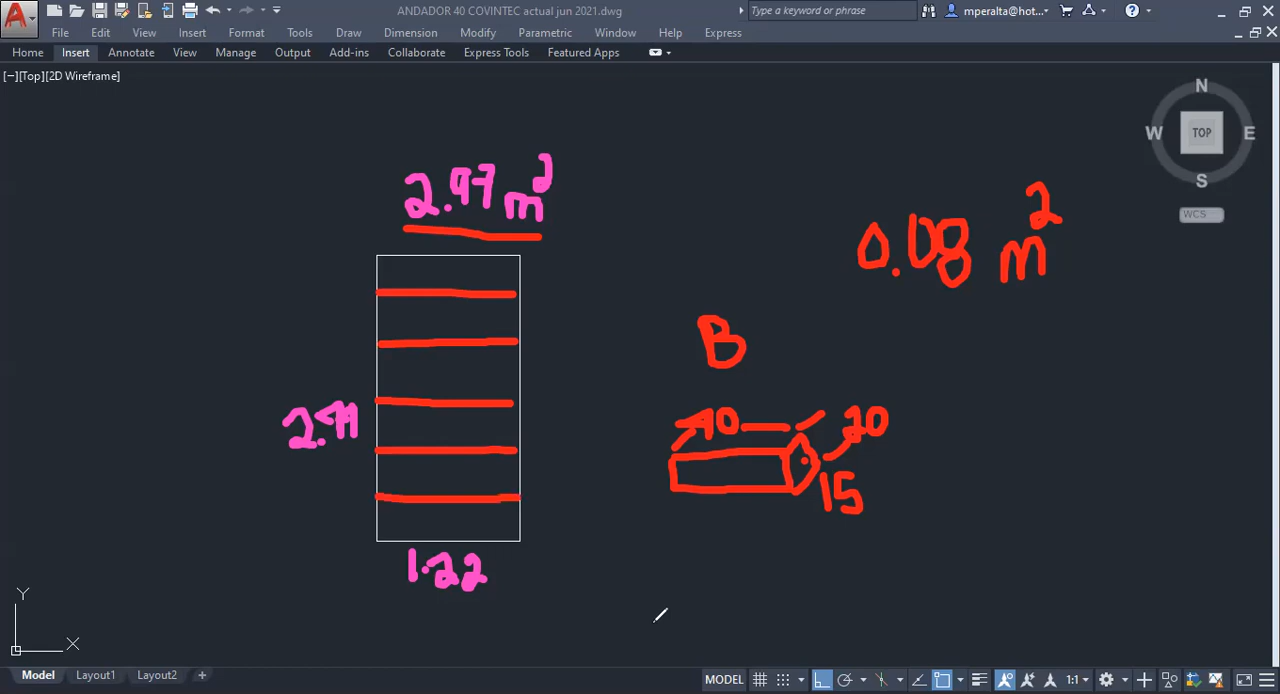 ANDADOR 40 COVINTEC actual jun 2021.dwg
Type a keyword or phrase
mperalta@hot...
File Edit View Insert Format Tools Draw Dimension Modify Parametric Window Help Express
Home Insert Annotate View Manage Output Add-ins Collaborate Express Tools Featured Apps
[−][Top][2D Wireframe]
N
W TOP E
S
WCS
2.97 m²
0.08 m²
B
40 20
15
1.22
Y
X
Model Layout1 Layout2 +
MODEL 1:1